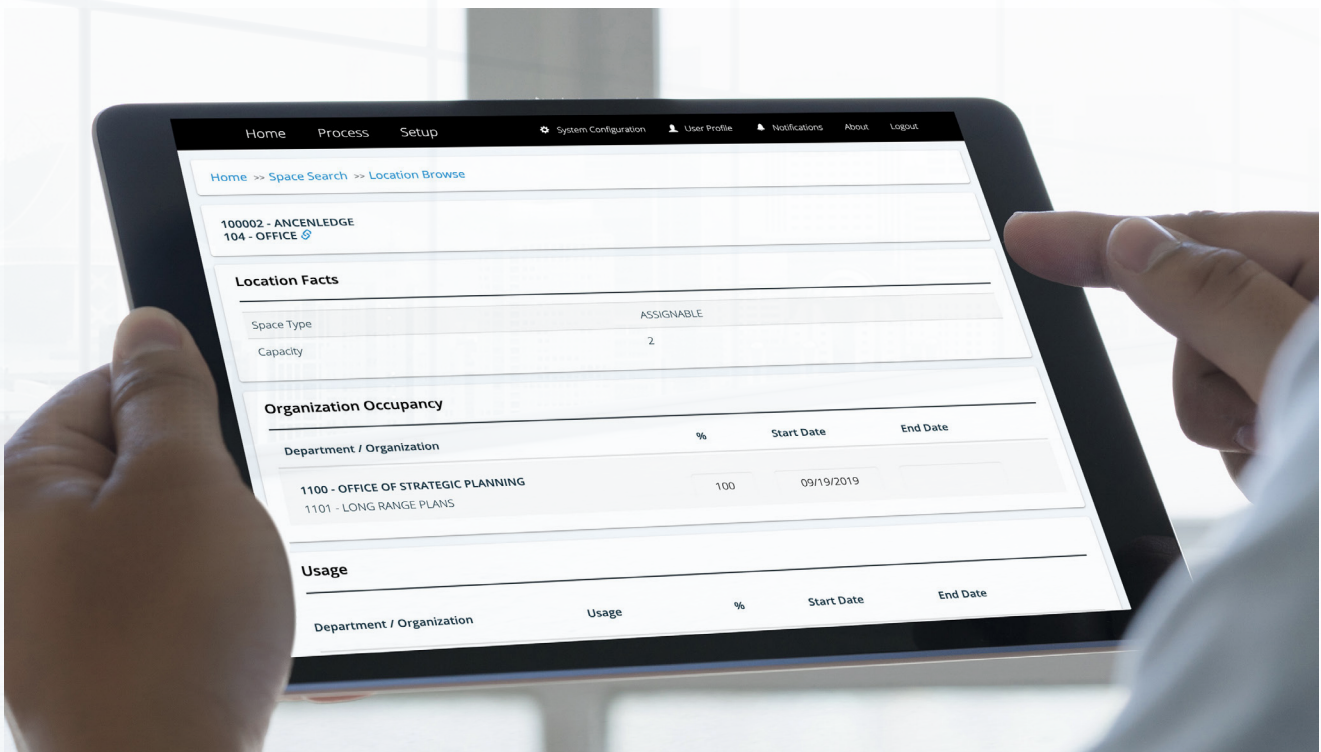 Home Process Setup System Configuration User Profile Notifications About Logout
Home >> Space Search >> Location Browse
100002 - ANCENLEDGE
104 - OFFICE
Location Facts
Space Type ASSIGNABLE
Capacity 2
Organization Occupancy
Department / Organization % Start Date End Date
1100 - OFFICE OF STRATEGIC PLANNING 100 09/19/2019
1101 - LONG RANGE PLANS
Usage
Department / Organization Usage % Start Date End Date